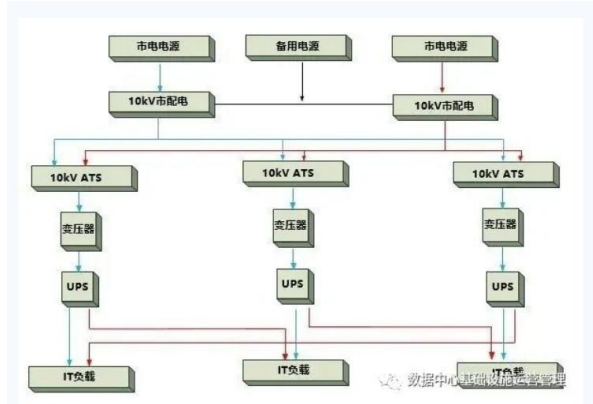 市电电源
备用电源
市电电源
10kV市配电
10kV市配电
10kV ATS
10kV ATS
10kV ATS
变压器
变压器
变压器
UPS
UPS
UPS
IT负载
IT负载
IT负载
数据中心基础设施运营管理